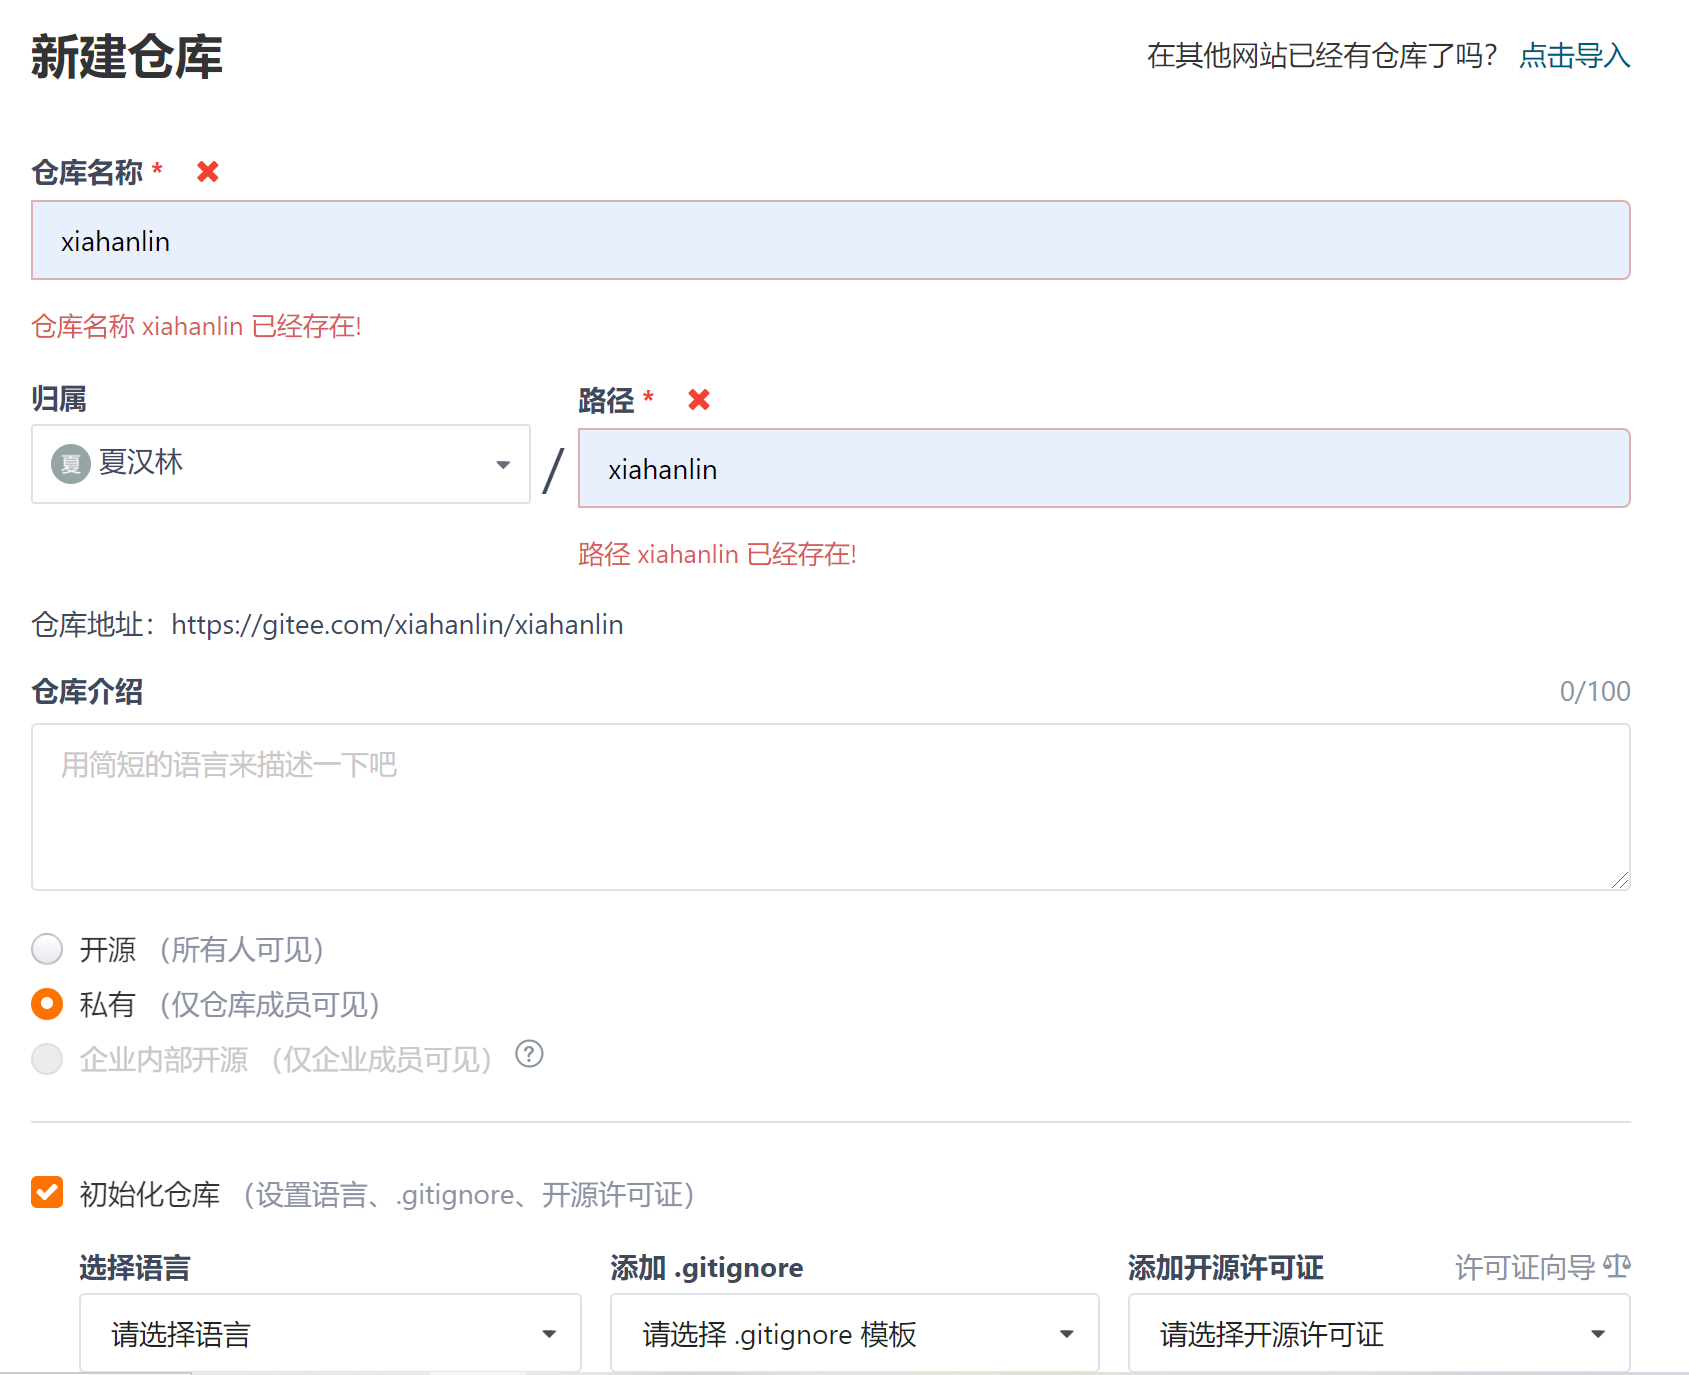 新建仓库
在其他网站已经有仓库了吗？ 点击导入
仓库名称 *
xiahanlin
仓库名称 xiahanlin 已经存在!
归属
路径 *
夏 夏汉林
/
xiahanlin
路径 xiahanlin 已经存在!
仓库地址：https://gitee.com/xiahanlin/xiahanlin
仓库介绍
0/100
用简短的语言来描述一下吧
开源 （所有人可见）
私有 （仅仓库成员可见）
企业内部开源 （仅企业成员可见） ?
初始化仓库 （设置语言、.gitignore、开源许可证）
选择语言
添加 .gitignore
添加开源许可证
许可证向导
请选择语言
请选择 .gitignore 模板
请选择开源许可证